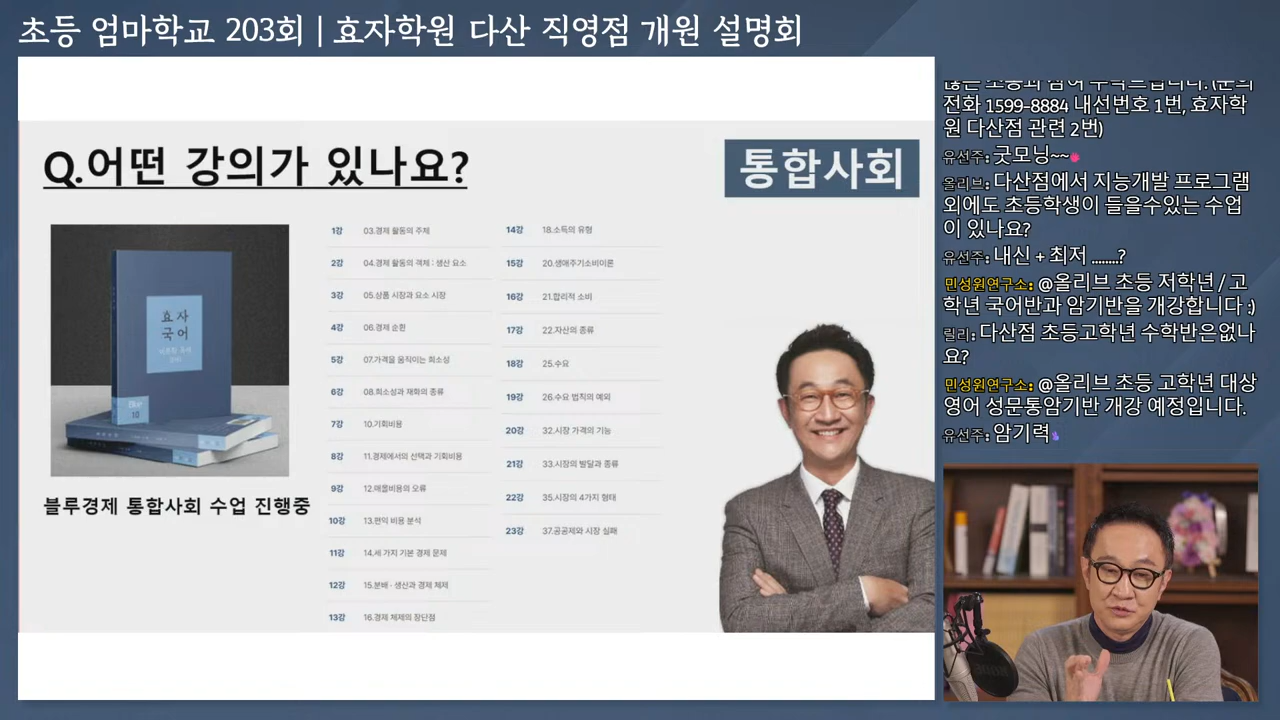 초등 엄마학교 203회 | 효자학원 다산 직영점 개원 설명회
Q.어떤 강의가 있나요?
통합사회
효자
국어
Blue
10
블루경제 통합사회 수업 진행중
1강 03.경제 활동의 주체
2강 04.경제 활동의 객체 : 생산 요소
3강 05.상품 시장과 요소 시장
4강 06.경제 순환
5강 07.가격을 움직이는 희소성
6강 08.희소성과 재화의 종류
7강 10.기회비용
8강 11.경제에서의 선택과 기회비용
9강 12.매몰비용의 오류
10강 13.편익 비용 분석
11강 14.세 가지 기본 경제 문제
12강 15.분배 · 생산과 경제 체제
13강 16.경제 체제의 장단점
14강 18.소득의 유형
15강 20.생애주기소비이론
16강 21.합리적 소비
17강 22.자산의 종류
18강 25.수요
19강 26.수요 법칙의 예외
20강 32.시장 가격의 기능
21강 33.시장의 발달과 종류
22강 35.시장의 4가지 형태
23강 37.공공재와 시장 실패
전화 1599-8884 내선번호 1번, 효자학
원 다산점 관련 2번)
유선주: 굿모닝~~
올리브: 다산점에서 지능개발 프로그램
외에도 초등학생이 들을수있는 수업
이 있나요?
유선주: 내신 + 최저 ........?
민성원연구소: @올리브 초등 저학년 / 고
학년 국어반과 암기반을 개강합니다 :)
릴리: 다산점 초등고학년 수학반은없나
요?
민성원연구소: @올리브 초등 고학년 대상
영어 성문통암기반 개강 예정입니다.
유선주: 암기력